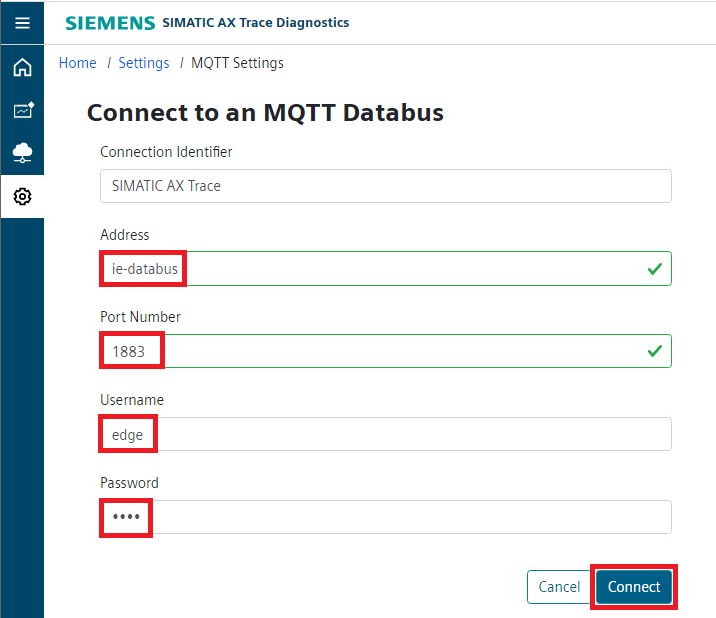 SIEMENS SIMATIC AX Trace Diagnostics
Home / Settings / MQTT Settings
Connect to an MQTT Databus
Connection Identifier
SIMATIC AX Trace
Address
ie-databus
Port Number
1883
Username
edge
Password
••••
Cancel Connect